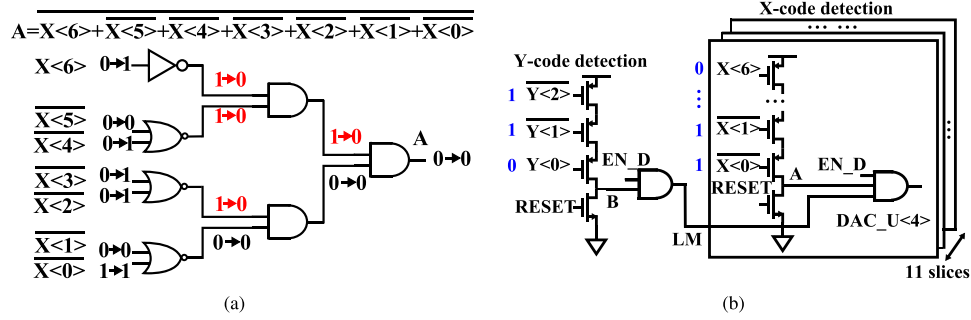 A=X<6>+X̅<̅5̅>̅+X̅<̅4̅>̅+X̅<̅3̅>̅+X̅<̅2̅>̅+X̅<̅1̅>̅+X̅<̅0̅>̅
X<6> 0→1
1→0
1→0
X̅<̅5̅>̅ 0→0
X̅<̅4̅>̅ 0→1
1→0
A
0→0
0→0
X̅<̅3̅>̅ 0→1
X̅<̅2̅>̅ 0→1
1→0
0→0
X̅<̅1̅>̅ 0→0
X̅<̅0̅>̅ 1→1
(a)
X-code detection
... ...
Y-code detection
1 Y̅<̅2̅>̅
1 Y̅<̅1̅>̅
0 Y<0>
EN_D
B
RESET
LM
0 X<6>
... ...
1 X̅<̅1̅>̅
1 X̅<̅0̅>̅
A
EN_D
RESET
DAC_U<4>
... ...
11 slices
(b)